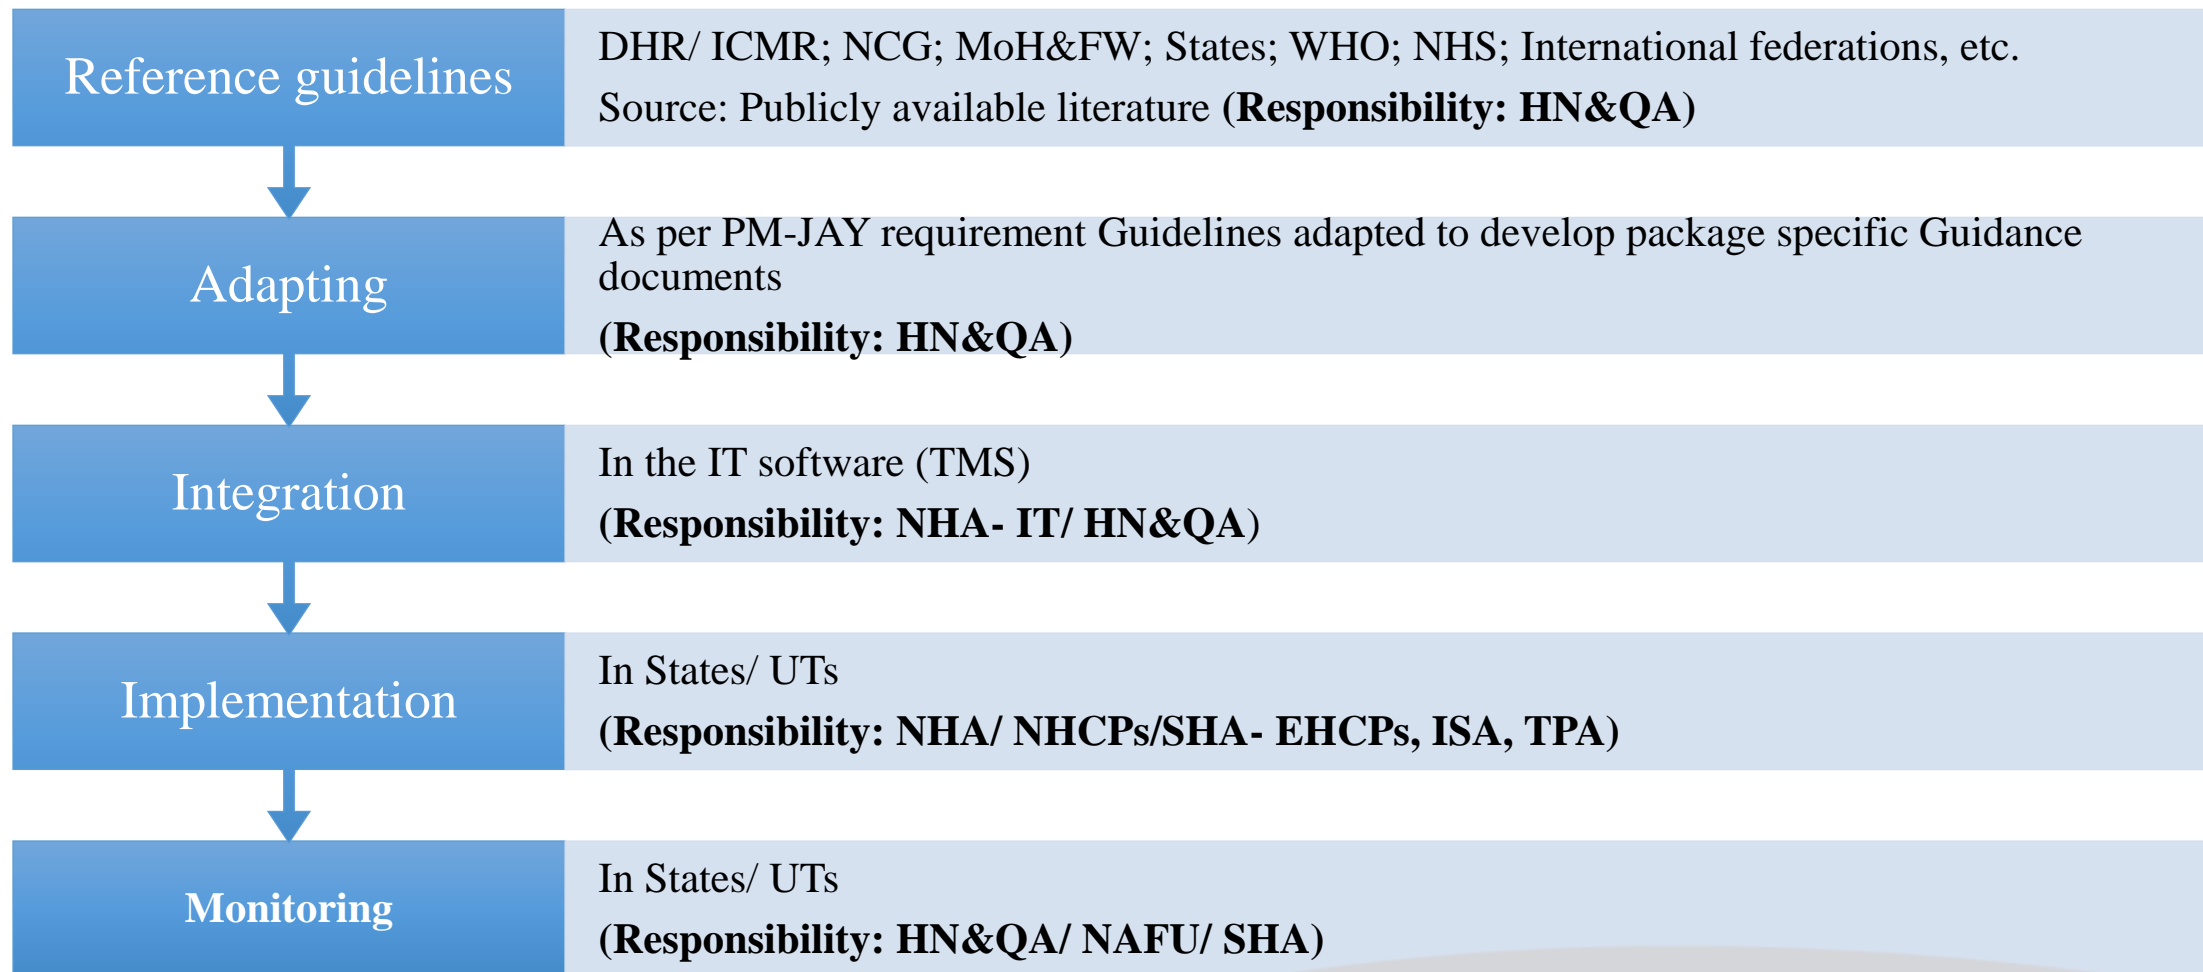 Reference guidelines
DHR/ ICMR; NCG; MoH&FW; States; WHO; NHS; International federations, etc.
Source: Publicly available literature (Responsibility: HN&QA)
Adapting
As per PM-JAY requirement Guidelines adapted to develop package specific Guidance
documents
(Responsibility: HN&QA)
Integration
In the IT software (TMS)
(Responsibility: NHA- IT/ HN&QA)
Implementation
In States/ UTs
(Responsibility: NHA/ NHCPs/SHA- EHCPs, ISA, TPA)
Monitoring
In States/ UTs
(Responsibility: HN&QA/ NAFU/ SHA)